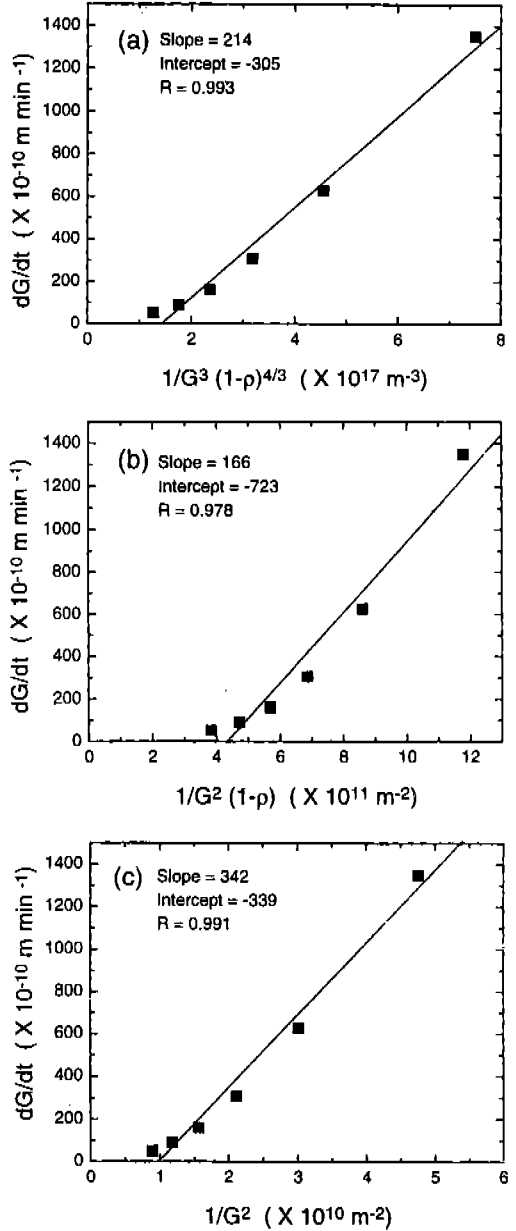 (a)
Slope = 214
Intercept = -305
R = 0.993
1400
1200
1000
800
600
400
200
0
dG/dt ( X 10⁻¹⁰ m min ⁻¹)
0 2 4 6 8
1/G³ (1-ρ)⁴/³ ( X 10¹⁷ m⁻³)
(b)
Slope = 166
Intercept = -723
R = 0.978
1400
1200
1000
800
600
400
200
0
dG/dt ( X 10⁻¹⁰ m min ⁻¹)
0 2 4 6 8 10 12
1/G² (1-ρ) ( X 10¹¹ m⁻²)
(c)
Slope = 342
Intercept = -339
R = 0.991
1400
1200
1000
800
600
400
200
0
dG/dt ( X 10⁻¹⁰ m min ⁻¹)
0 1 2 3 4 5 6
1/G² ( X 10¹⁰ m⁻²)